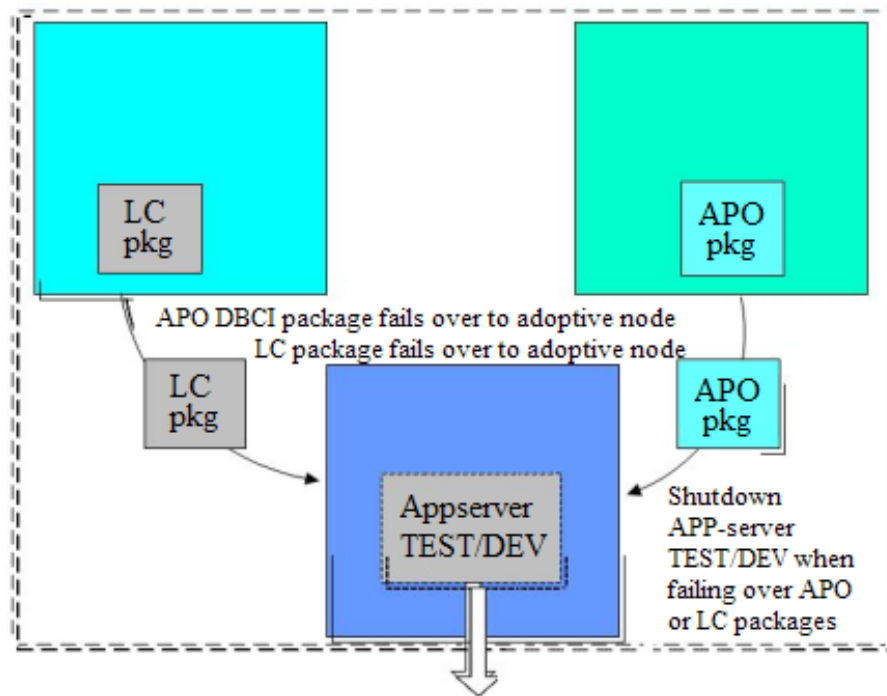 LC
pkg
APO
pkg
APO DBCI package fails over to adoptive node
LC package fails over to adoptive node
LC
pkg
APO
pkg
Appserver
TEST/DEV
Shutdown
APP-server
TEST/DEV when
failing over APO
or LC packages